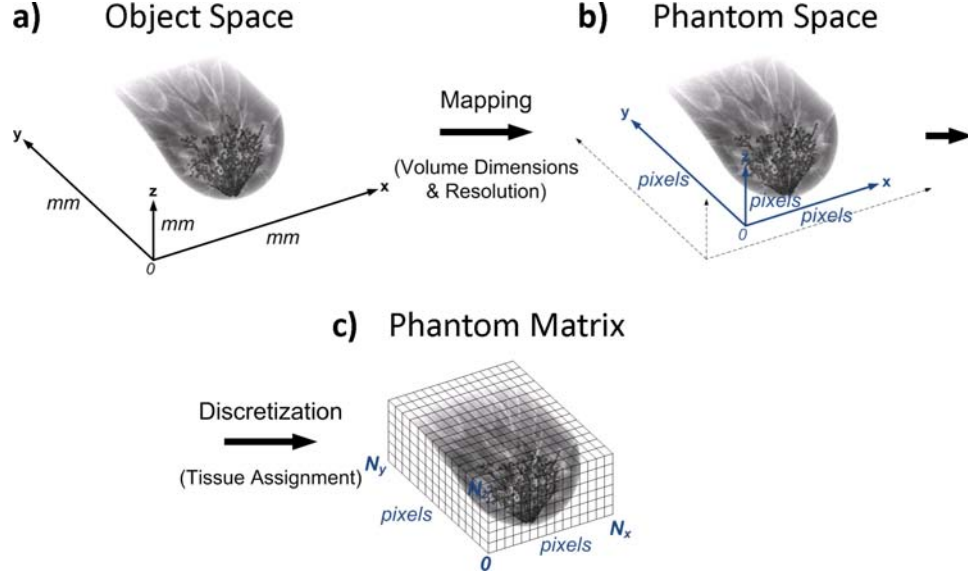 a) Object Space
y
mm
z
mm
mm
x
0
Mapping
(Volume Dimensions
& Resolution)
b) Phantom Space
y
pixels
z
pixels
pixels
x
0
c) Phantom Matrix
Discretization
(Tissue Assignment)
Ny
pixels
0
pixels
Nx